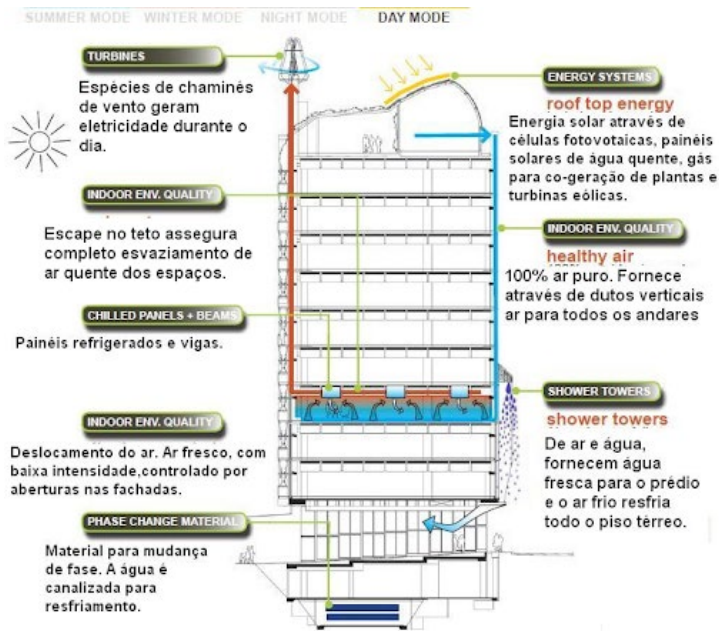 SUMMER MODE WINTER MODE NIGHT MODE DAY MODE
TURBINES
Espécies de chaminés
de vento geram
eletricidade durante o
dia.
INDOOR ENV. QUALITY
Escape no teto assegura
completo esvaziamento de
ar quente dos espaços.
CHILLED PANELS + BEAMS
Painéis refrigerados e vigas.
INDOOR ENV. QUALITY
Deslocamento do ar. Ar fresco, com
baixa intensidade,controlado por
aberturas nas fachadas.
PHASE CHANGE MATERIAL
Material para mudança
de fase. A água é
canalizada para
resfriamento.
ENERGY SYSTEMS
roof top energy
Energia solar através de
células fotovotaicas, painéis
solares de água quente, gás
para co-geração de plantas e
turbinas eólicas.
INDOOR ENV. QUALITY
healthy air
100% ar puro. Fornece
através de dutos verticais
ar para todos os andares
SHOWER TOWERS
shower towers
De ar e água,
fornecem água
fresca para o prédio
e o ar frio resfria
todo o piso térreo.